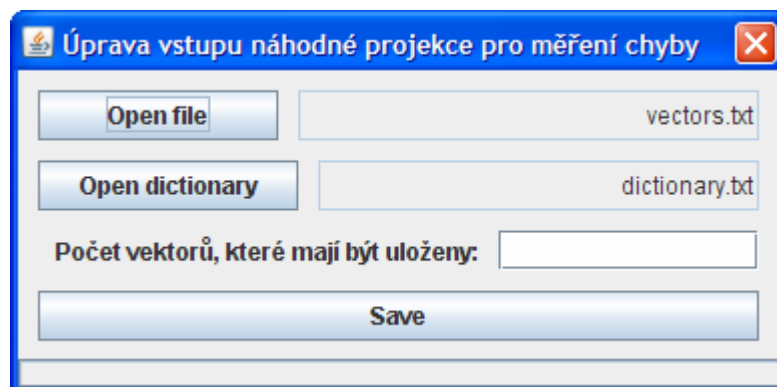 Úprava vstupu náhodné projekce pro měření chyby
Open file vectors.txt
Open dictionary dictionary.txt
Počet vektorů, které mají být uloženy:
Save